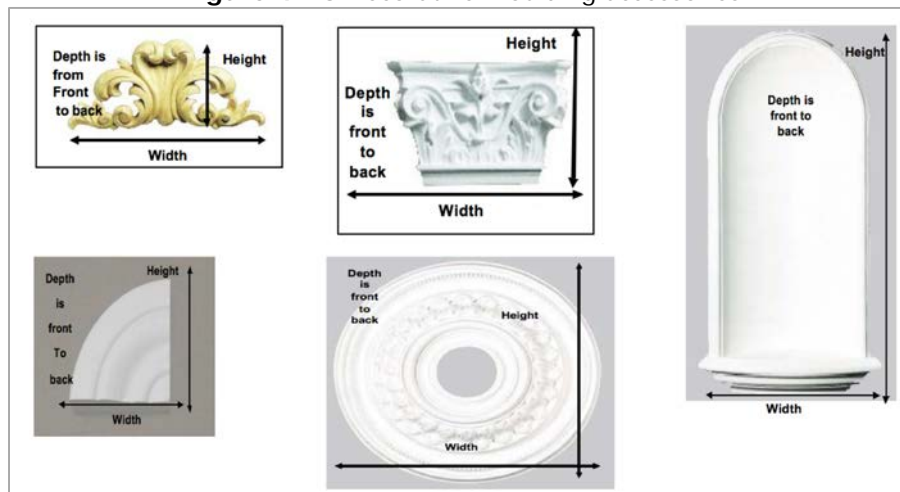 Depth is
from
Front
to back
Height
Width
Height
Depth
is
front
to
back
Width
Height
Depth is
front to
back
Width
Depth
is
front
To
back
Height
Width
Depth
is
front
to
back
Height
Width